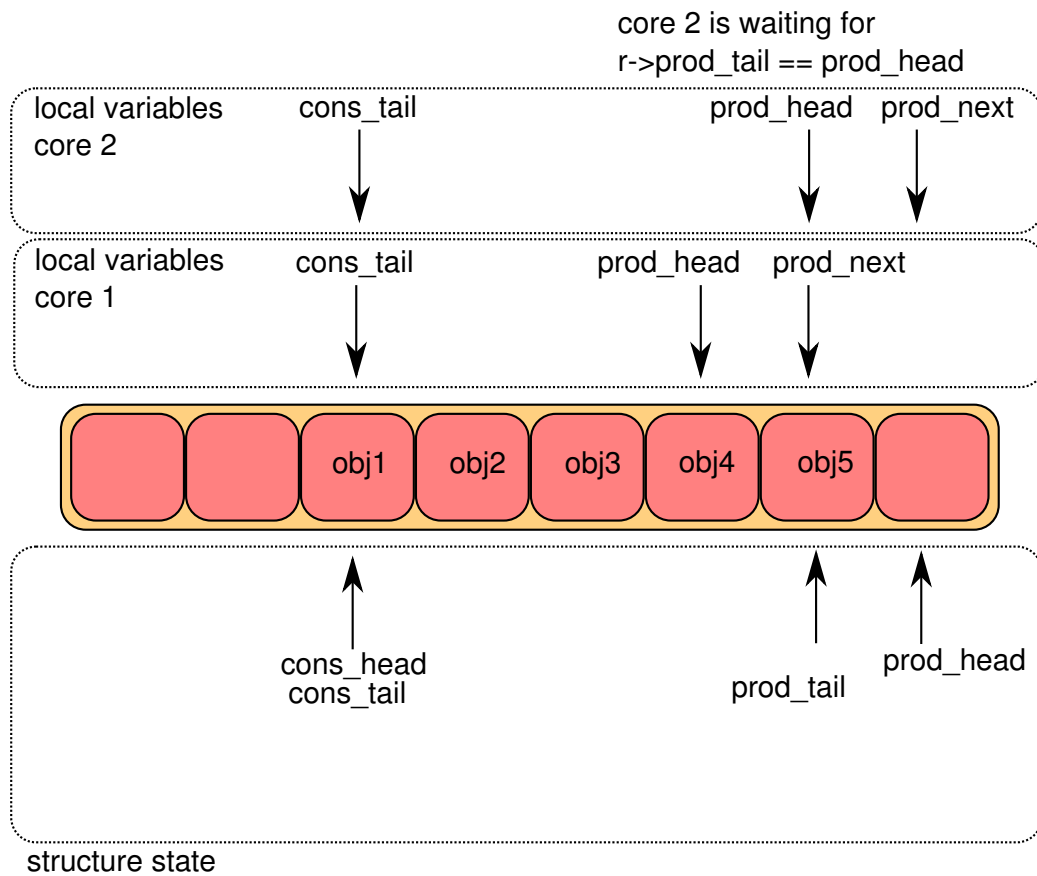 core 2 is waiting for
r->prod_tail == prod_head
local variables
core 2
cons_tail
prod_head
prod_next
local variables
core 1
cons_tail
prod_head
prod_next
obj1
obj2
obj3
obj4
obj5
cons_head
cons_tail
prod_tail
prod_head
structure state